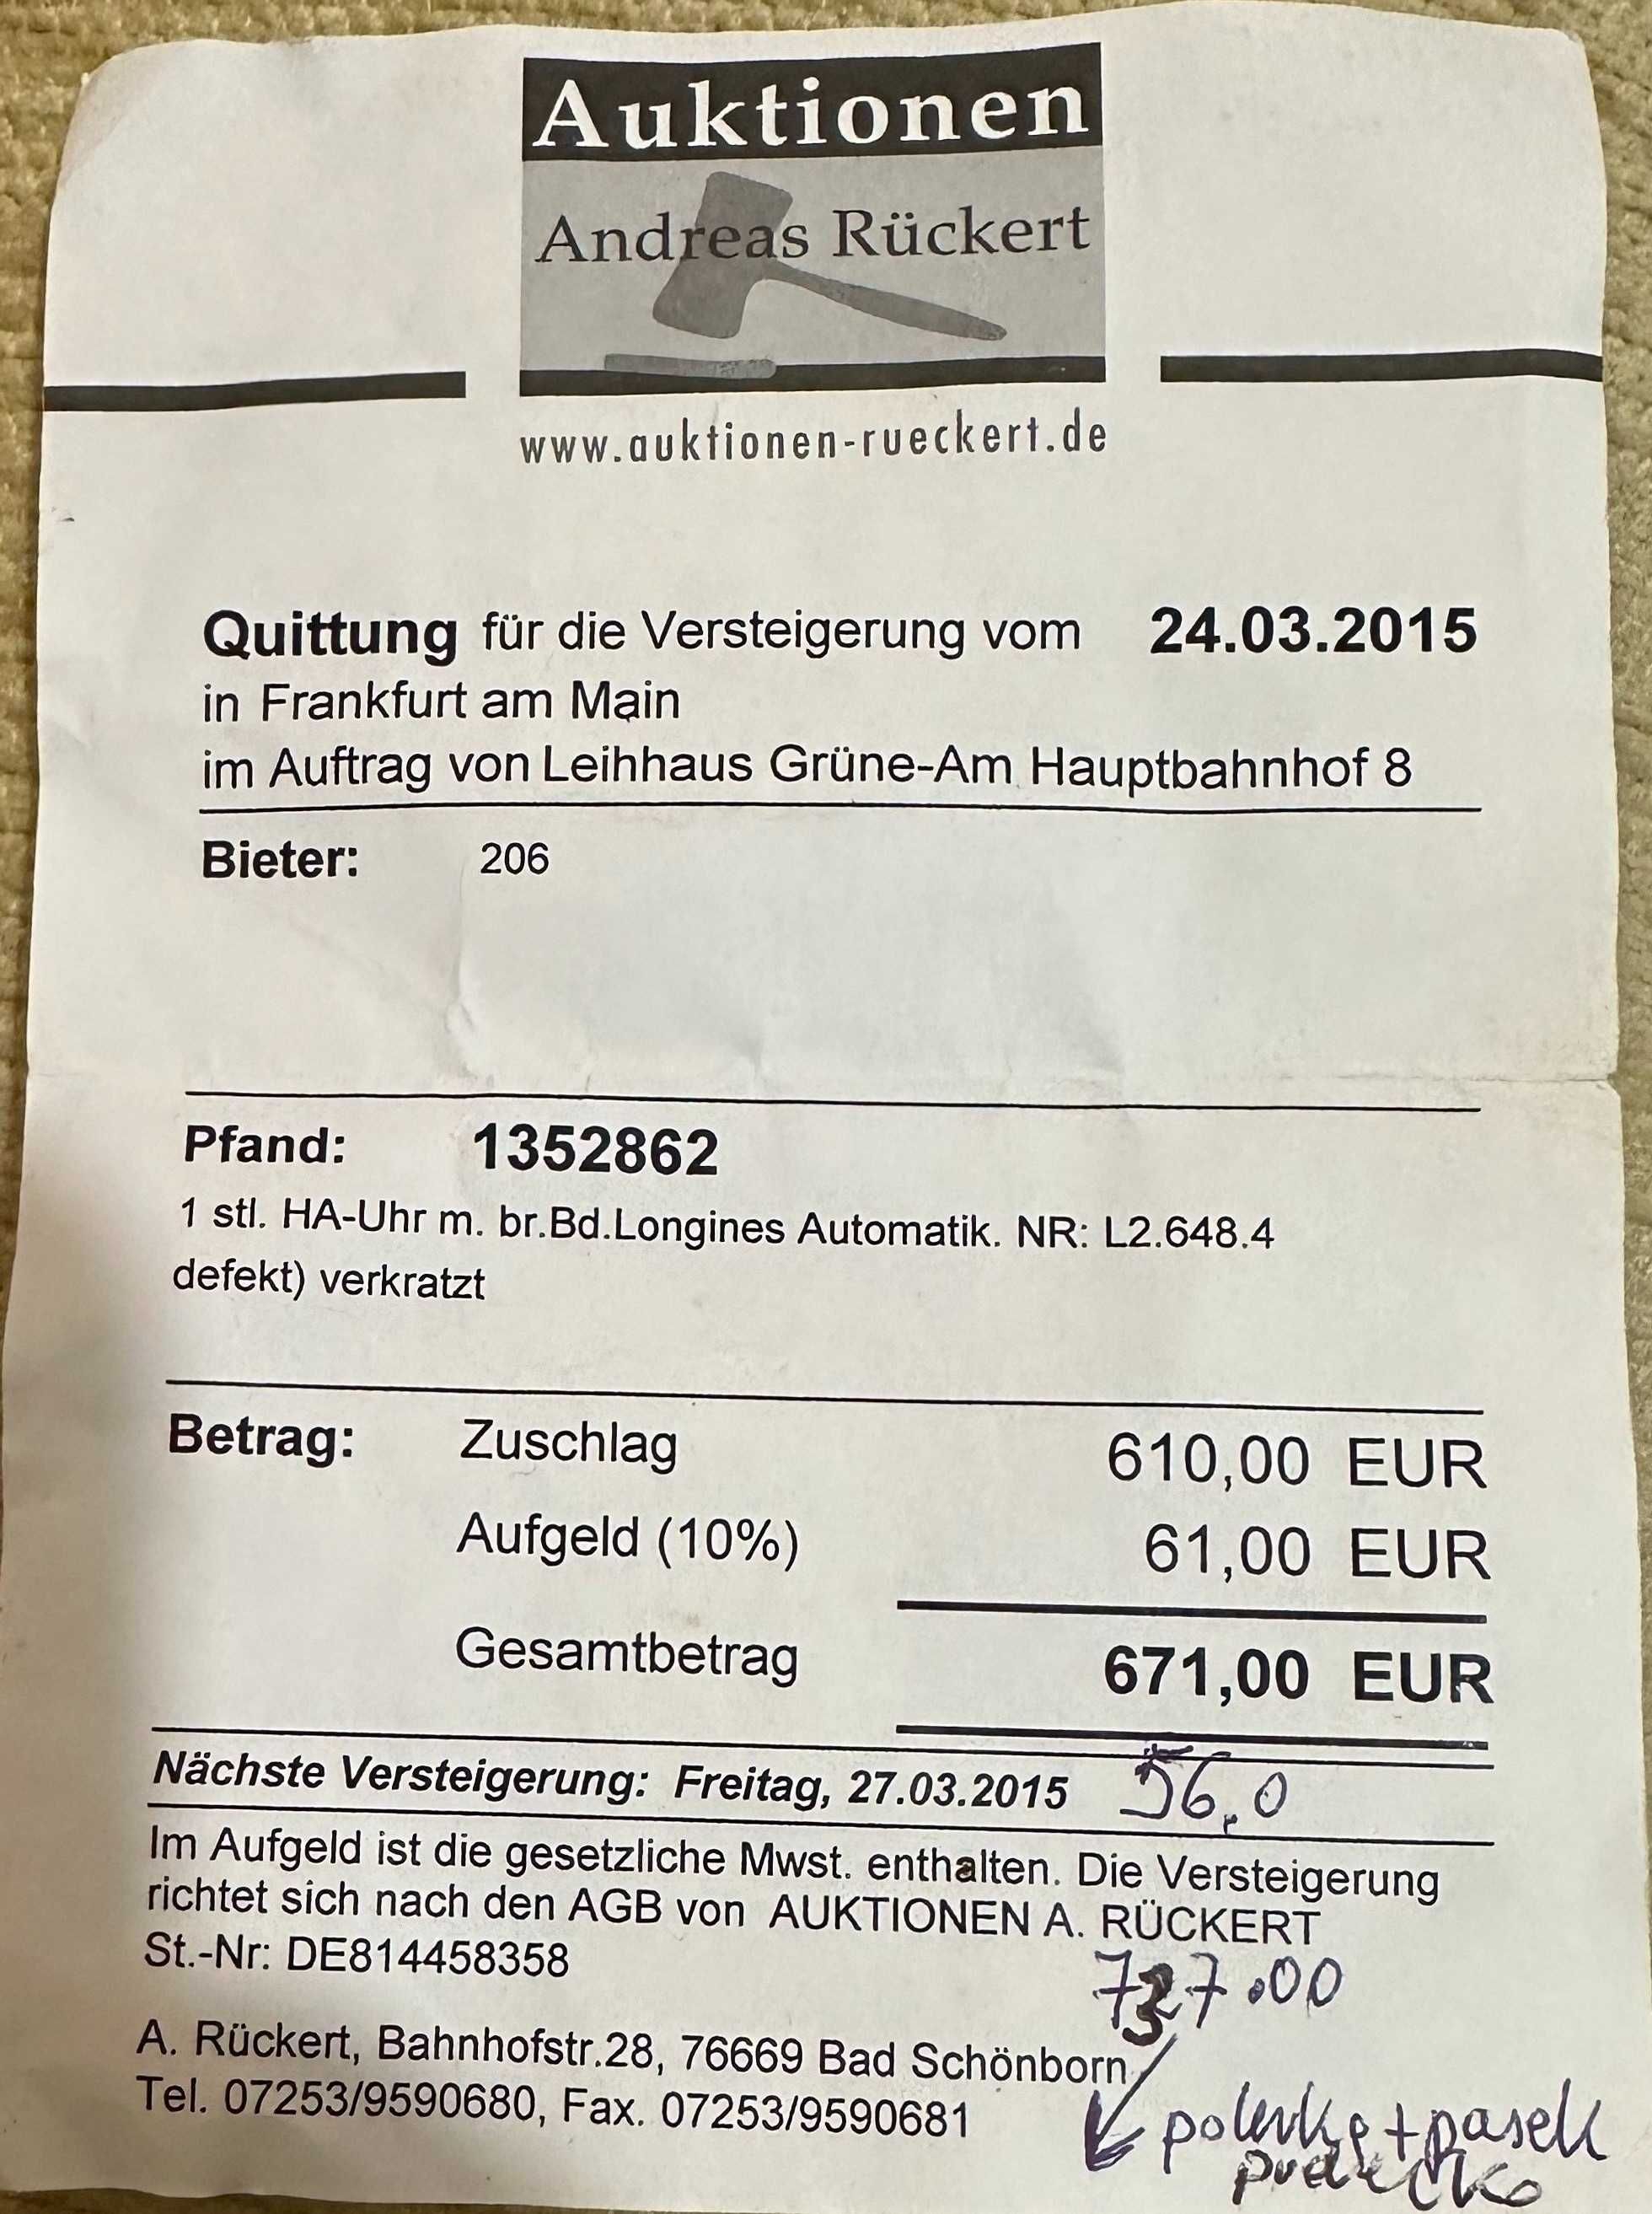 Auktionen
Andreas Rückert
www.auktionen-rueckert.de
Quittung für die Versteigerung vom 24.03.2015
in Frankfurt am Main
im Auftrag von Leihhaus Grüne-Am Hauptbahnhof 8
Bieter: 206
Pfand: 1352862
1 stl. HA-Uhr m. br.Bd.Longines Automatik. NR: L2.648.4
defekt) verkratzt
Betrag: Zuschlag 610,00 EUR
Aufgeld (10%) 61,00 EUR
Gesamtbetrag 671,00 EUR
Nächste Versteigerung: Freitag, 27.03.2015 56,0
Im Aufgeld ist die gesetzliche Mwst. enthalten. Die Versteigerung
richtet sich nach den AGB von AUKTIONEN A. RÜCKERT
St.-Nr: DE814458358
727.00
A. Rückert, Bahnhofstr.28, 76669 Bad Schönborn
Tel. 07253/9590680, Fax. 07253/9590681
+pasek